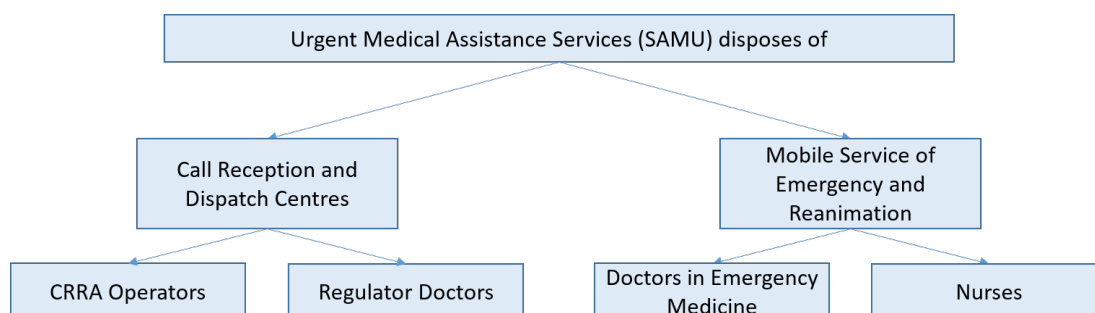 Urgent Medical Assistance Services (SAMU) disposes of
Call Reception and
Dispatch Centres
Mobile Service of
Emergency and
Reanimation
CRRA Operators
Regulator Doctors
Doctors in Emergency
Medicine
Nurses